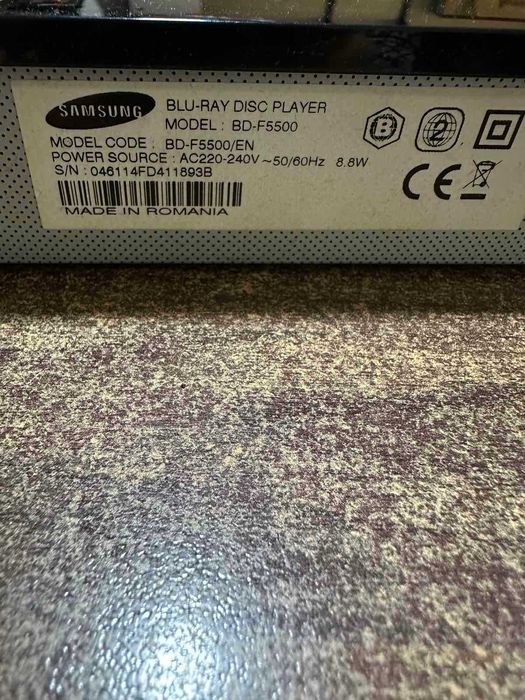 SAMSUNG
BLU-RAY DISC PLAYER
MODEL : BD-F5500
MODEL CODE : BD-F5500/EN
POWER SOURCE : AC220-240V ~50/60Hz 8.8W
S/N : 046114FD411893B
MADE IN ROMANIA
B
2
CE